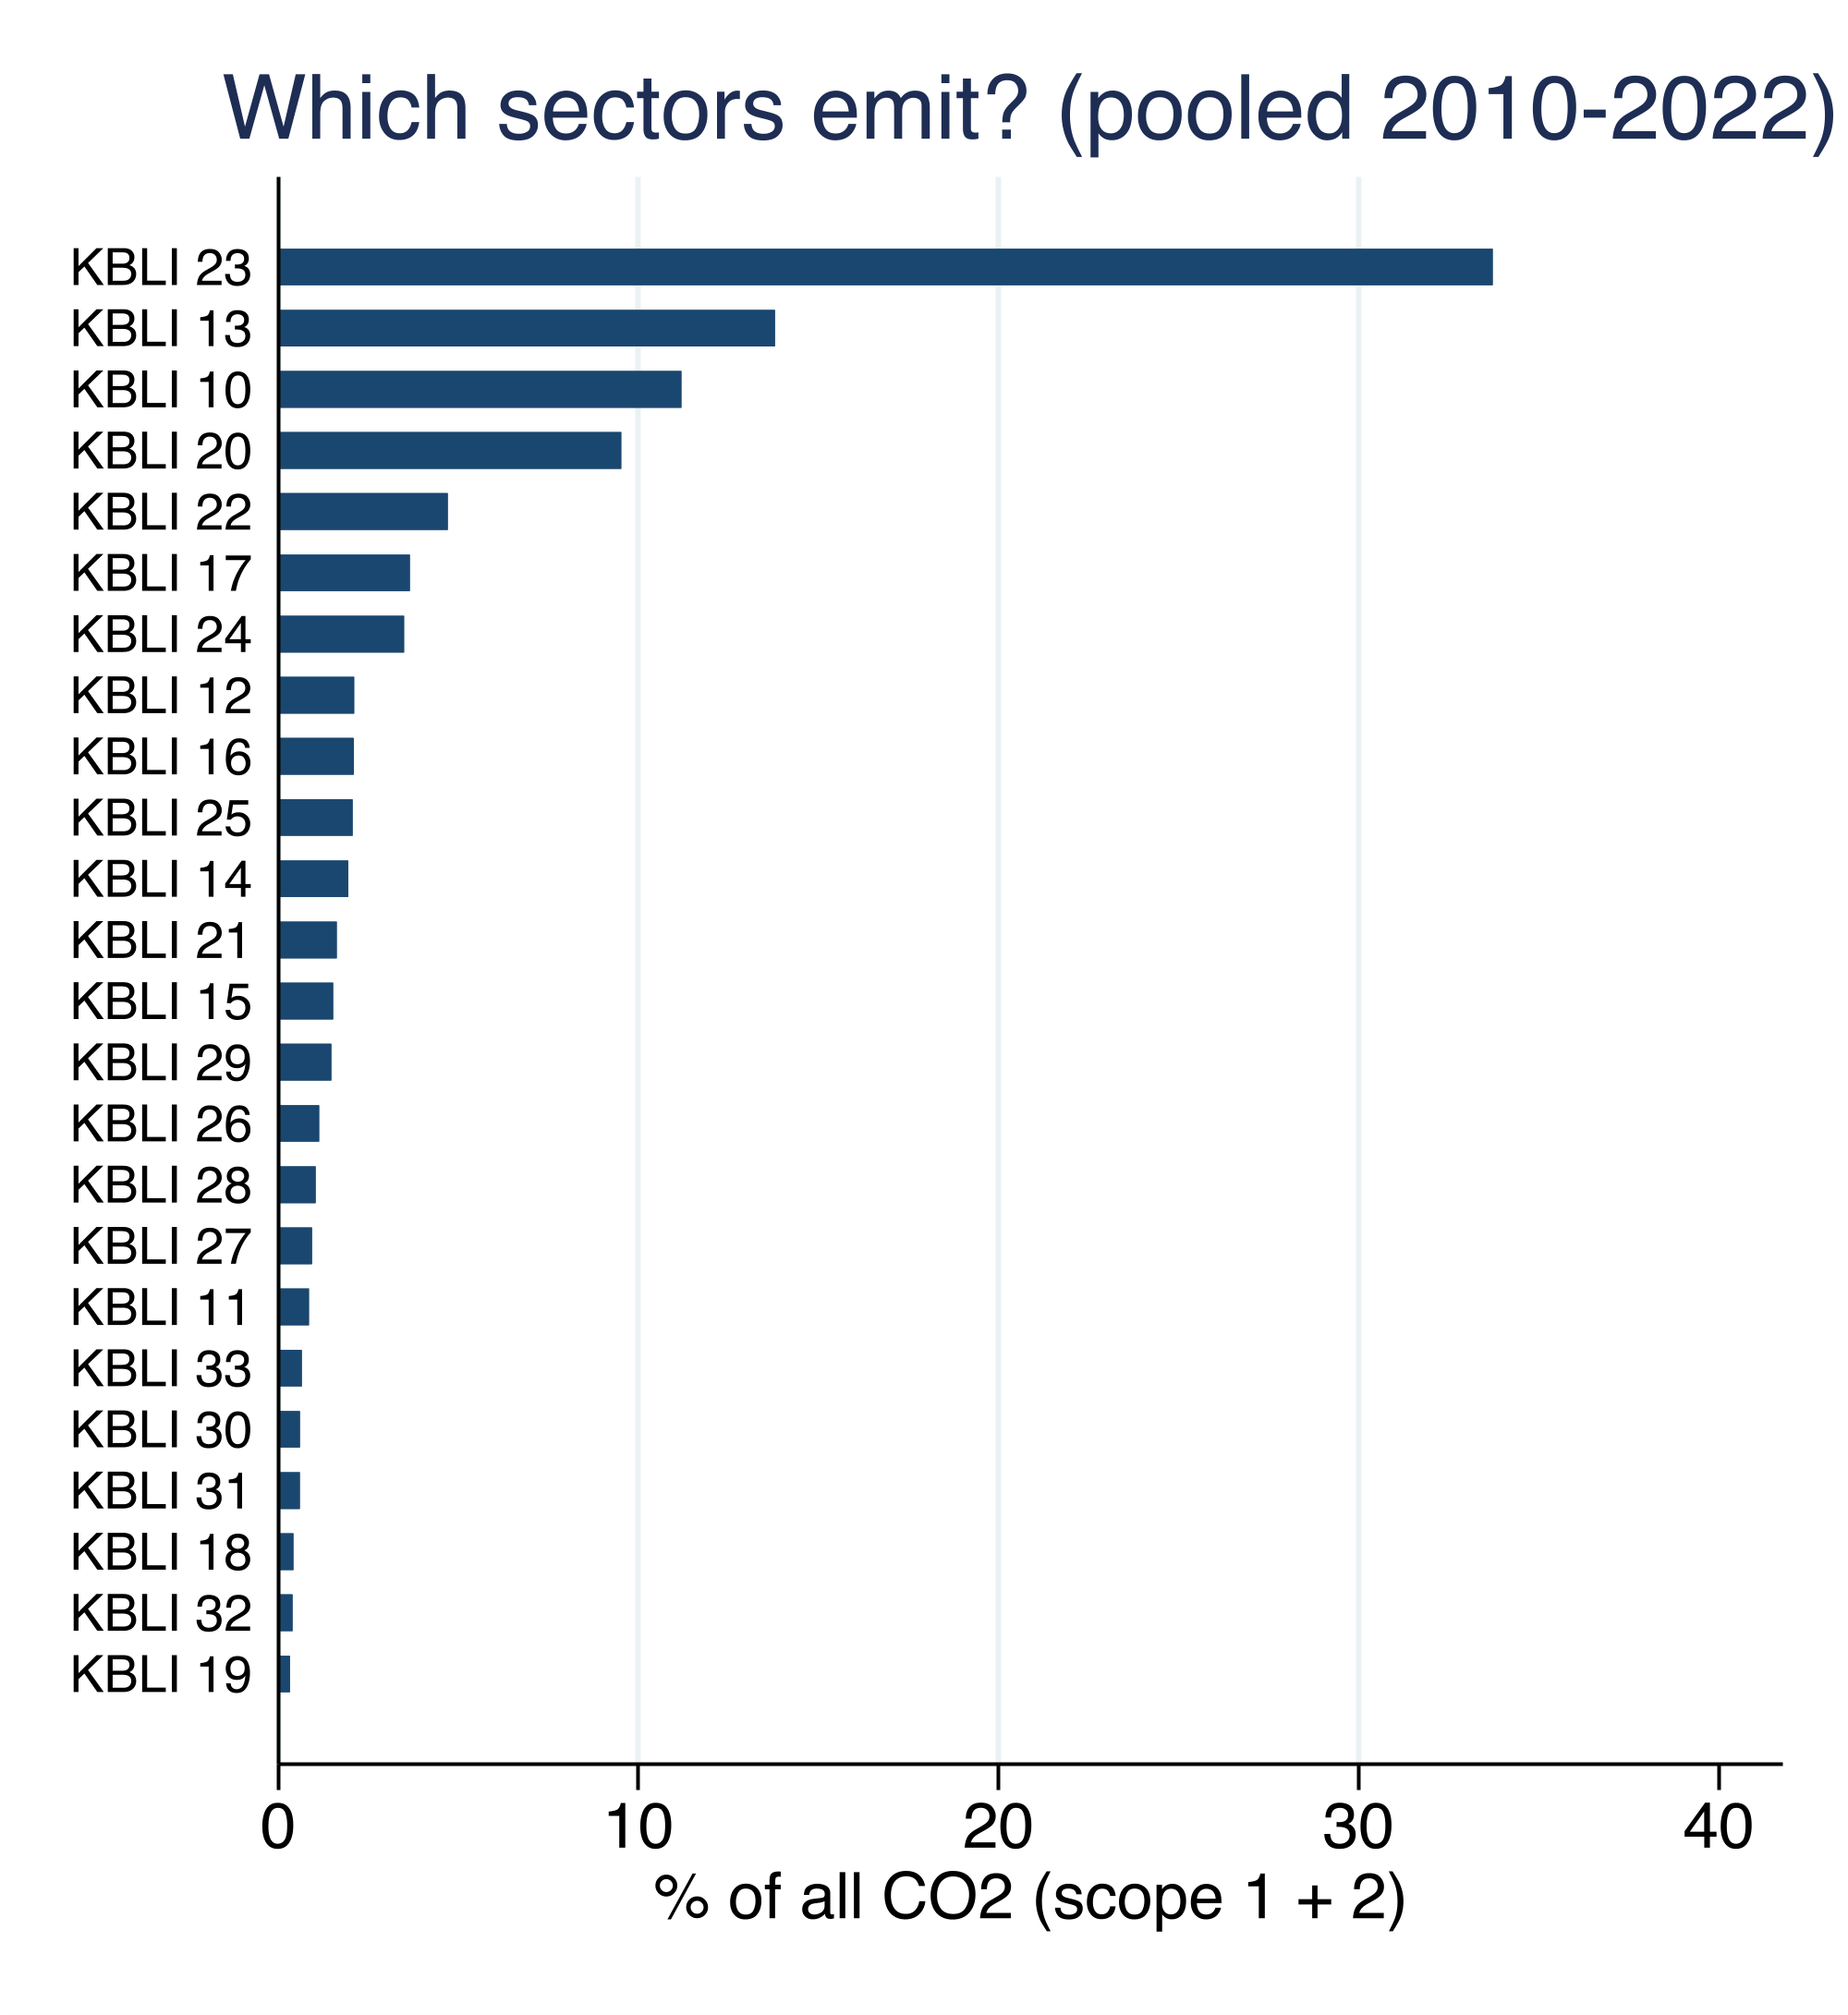 Which sectors emit? (pooled 2010-2022)
KBLI 23
KBLI 13
KBLI 10
KBLI 20
KBLI 22
KBLI 17
KBLI 24
KBLI 12
KBLI 16
KBLI 25
KBLI 14
KBLI 21
KBLI 15
KBLI 29
KBLI 26
KBLI 28
KBLI 27
KBLI 11
KBLI 33
KBLI 30
KBLI 31
KBLI 18
KBLI 32
KBLI 19
0 10 20 30 40
% of all CO2 (scope 1 + 2)